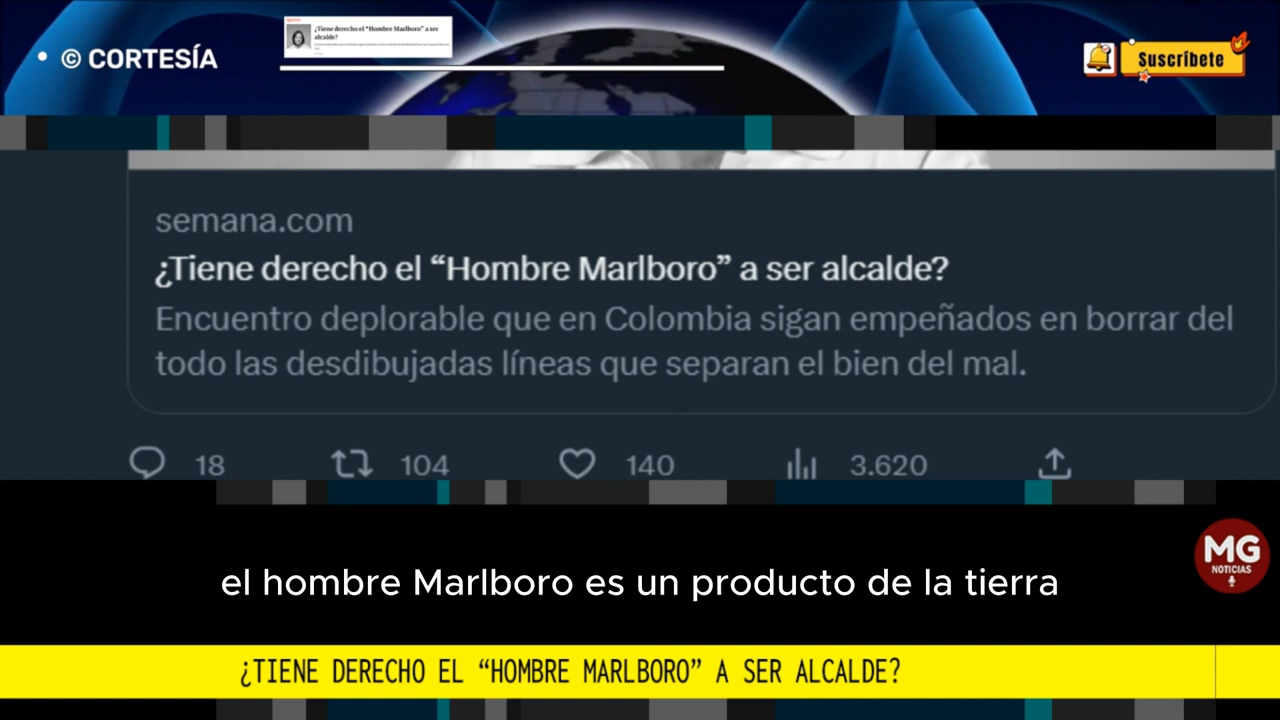 © CORTESÍA
¿Tiene derecho el “Hombre Marlboro” a ser
alcalde?
Suscríbete
semana.com
¿Tiene derecho el “Hombre Marlboro” a ser alcalde?
Encuentro deplorable que en Colombia sigan empeñados en borrar del
todo las desdibujadas líneas que separan el bien del mal.
18 104 140 3.620
MG
NOTICIAS
el hombre Marlboro es un producto de la tierra
¿TIENE DERECHO EL “HOMBRE MARLBORO” A SER ALCALDE?